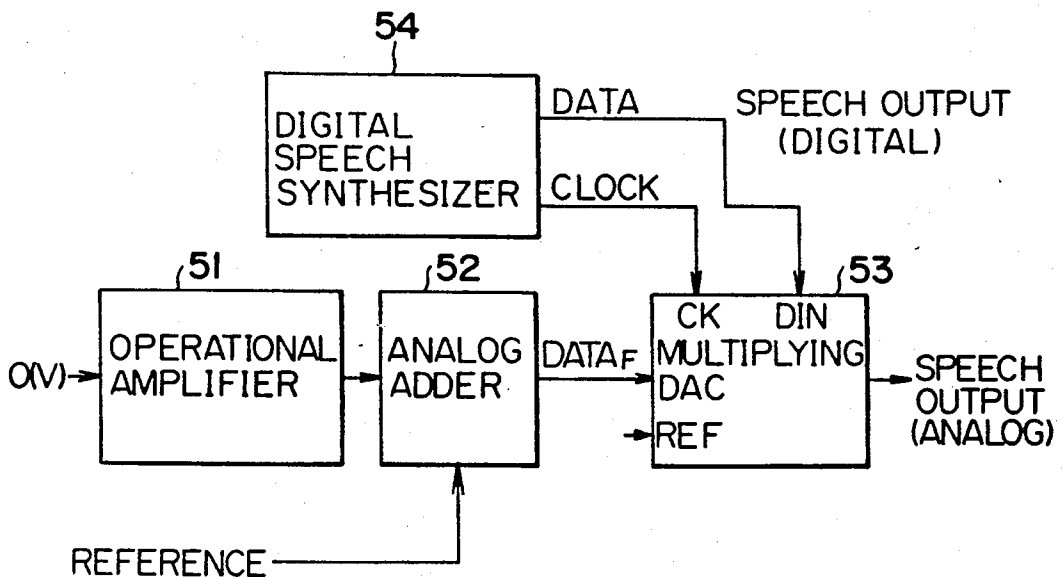 54
DIGITAL
SPEECH
SYNTHESIZER
DATA
CLOCK
SPEECH OUTPUT
(DIGITAL)
51
OPERATIONAL
AMPLIFIER
O(V)
52
ANALOG
ADDER
DATAF
53
CK DIN
MULTIPLYING
DAC
REF
SPEECH
OUTPUT
(ANALOG)
REFERENCE